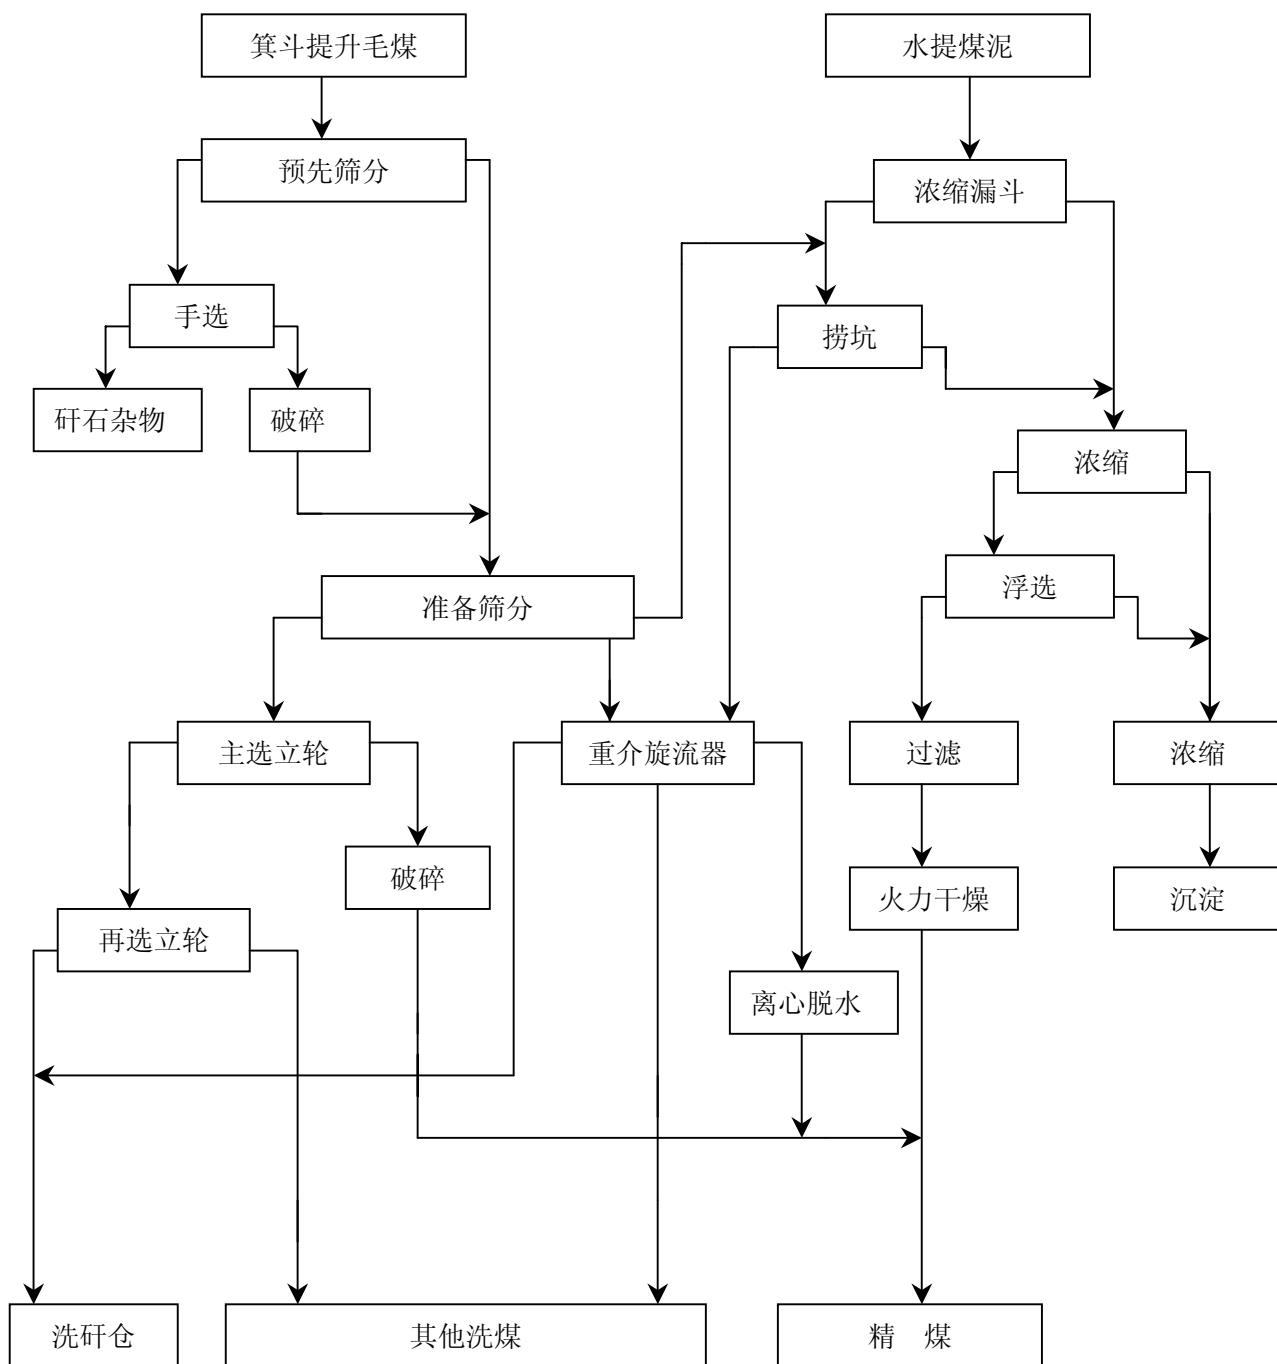 箕斗提升毛煤
水提煤泥
预先筛分
浓缩漏斗
手选
捞坑
矸石杂物
破碎
浓缩
浮选
准备筛分
主选立轮
重介旋流器
过滤
浓缩
破碎
火力干燥
沉淀
再选立轮
离心脱水
洗矸仓
其他洗煤
精 煤